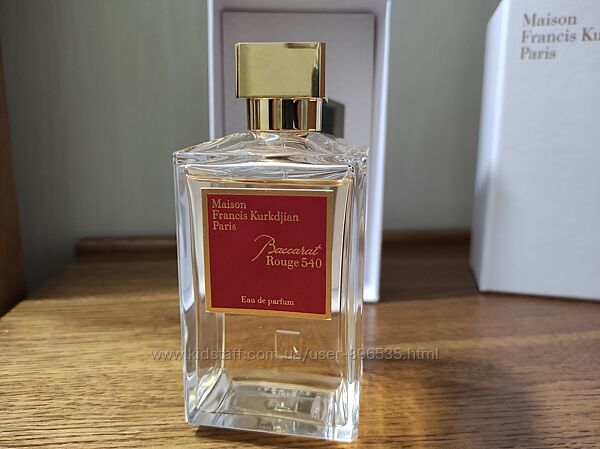 Maison
Francis Ku
Paris
Maison
Francis Kurkdjian
Paris
Baccarat
Rouge 540
Eau de parfum
www.kidstaff.com.ua/user-896535.html